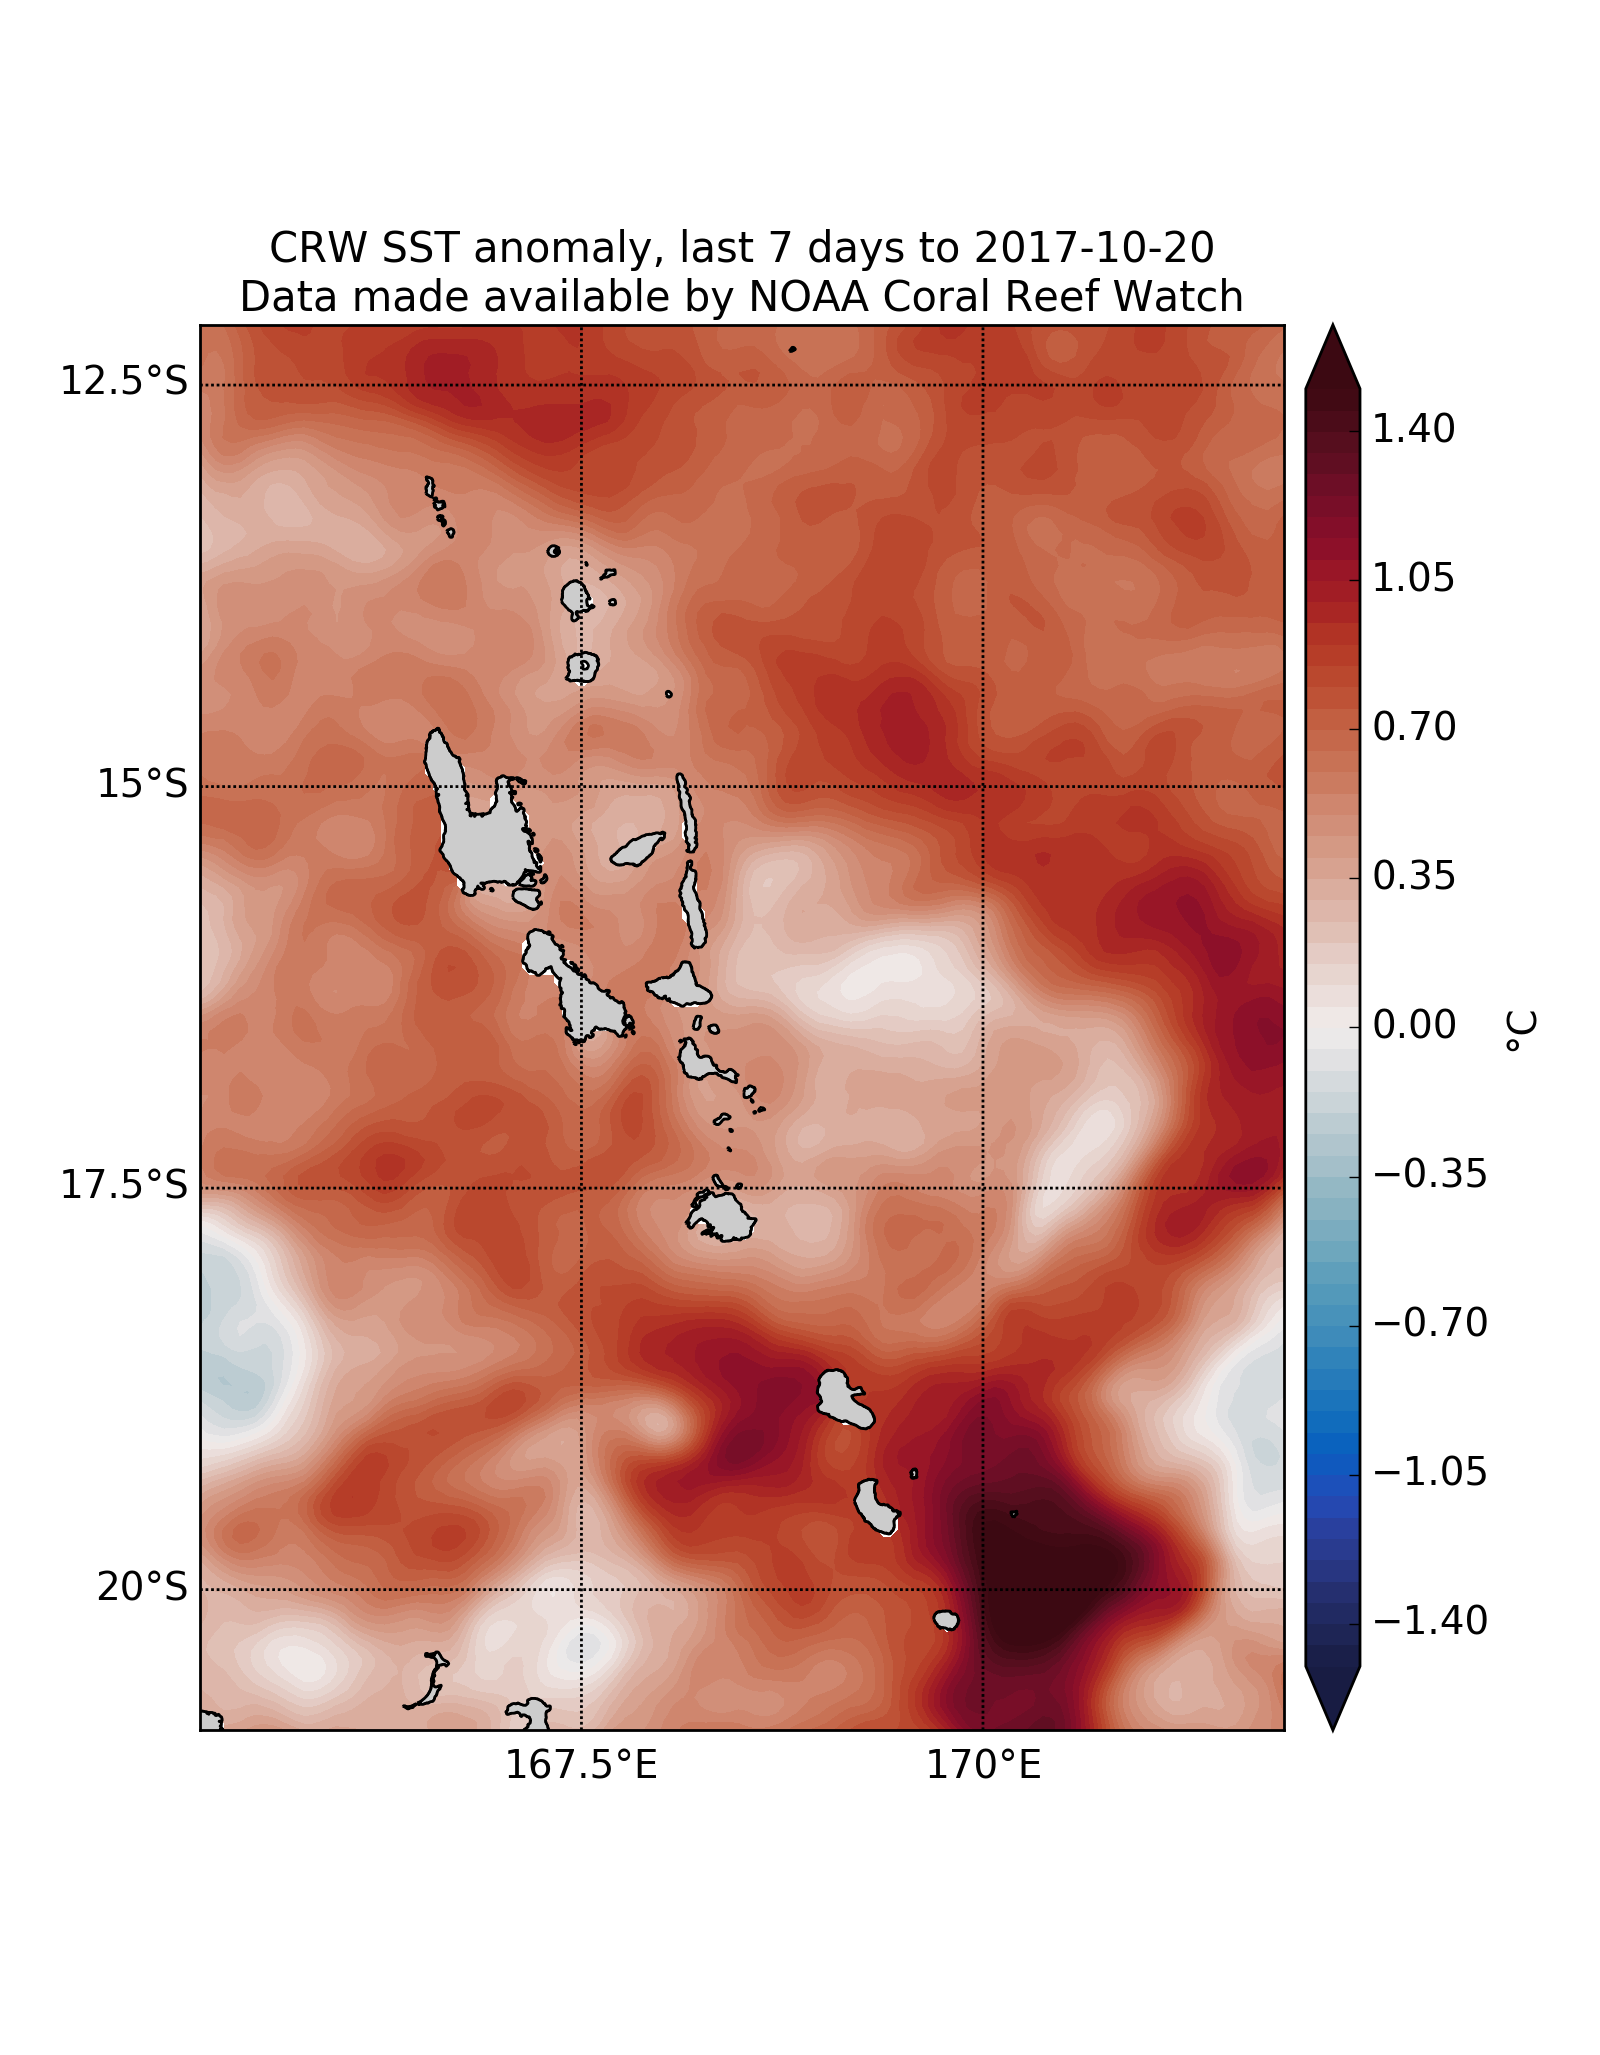 CRW SST anomaly, last 7 days to 2017-10-20
Data made available by NOAA Coral Reef Watch
12.5°S
15°S
17.5°S
20°S
167.5°E
170°E
1.40
1.05
0.70
0.35
0.00
−0.35
−0.70
−1.05
−1.40
°C